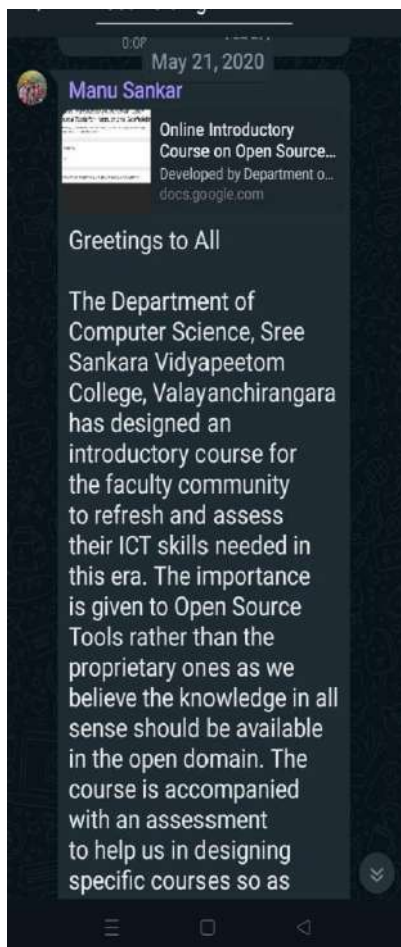 May 21, 2020
Manu Sankar
Online Introductory
Course on Open Source...
Developed by Department o...
docs.google.com
Greetings to All
The Department of
Computer Science, Sree
Sankara Vidyapeetom
College, Valayanchirangara
has designed an
introductory course for
the faculty community
to refresh and assess
their ICT skills needed in
this era. The importance
is given to Open Source
Tools rather than the
proprietary ones as we
believe the knowledge in all
sense should be available
in the open domain. The
course is accompanied
with an assessment
to help us in designing
specific courses so as